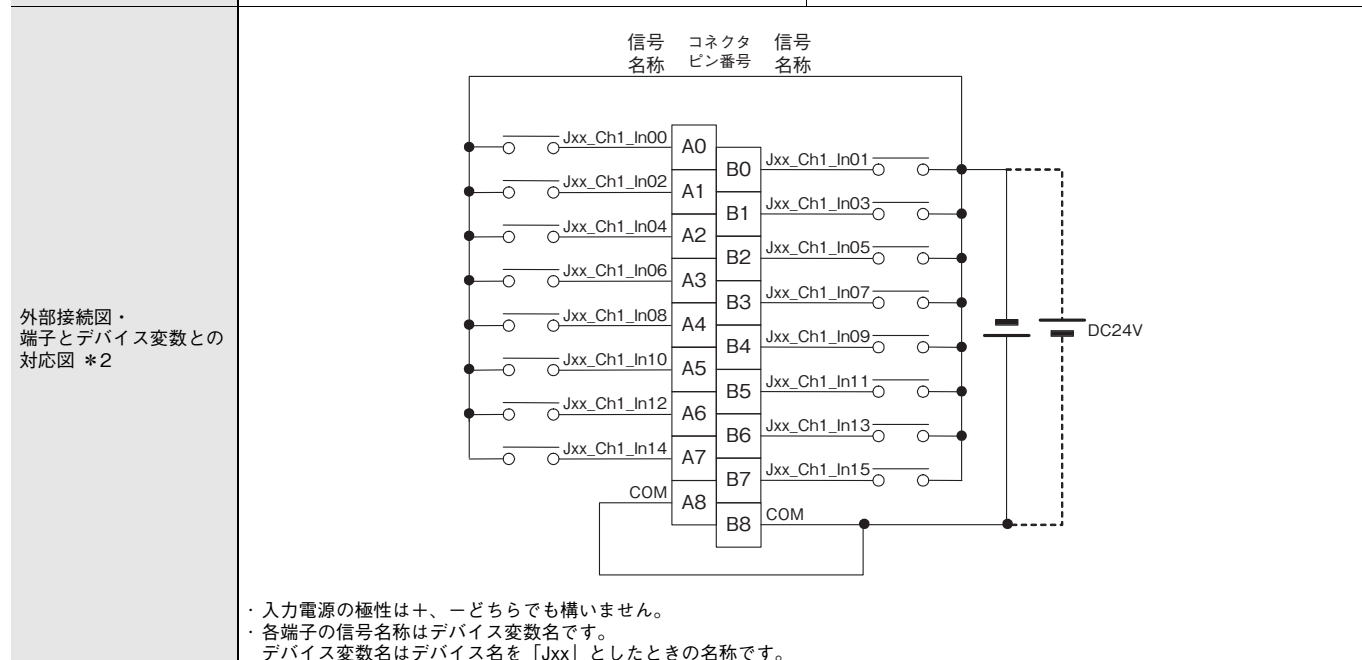 外部接続図・
端子とデバイス変数との
対応図 *2
信号 コネクタ 信号
名称 ピン番号 名称
Jxx_Ch1_In00 A0
B0 Jxx_Ch1_In01
Jxx_Ch1_In02 A1
B1 Jxx_Ch1_In03
Jxx_Ch1_In04 A2
B2 Jxx_Ch1_In05
Jxx_Ch1_In06 A3
B3 Jxx_Ch1_In07
Jxx_Ch1_In08 A4
B4 Jxx_Ch1_In09
Jxx_Ch1_In10 A5
B5 Jxx_Ch1_In11
Jxx_Ch1_In12 A6
B6 Jxx_Ch1_In13
Jxx_Ch1_In14 A7
B7 Jxx_Ch1_In15
COM A8
B8 COM
DC24V
・入力電源の極性は+、-どちらでも構いません。
・各端子の信号名称はデバイス変数名です。
デバイス変数名はデバイス名を「Jxx」としたときの名称です。